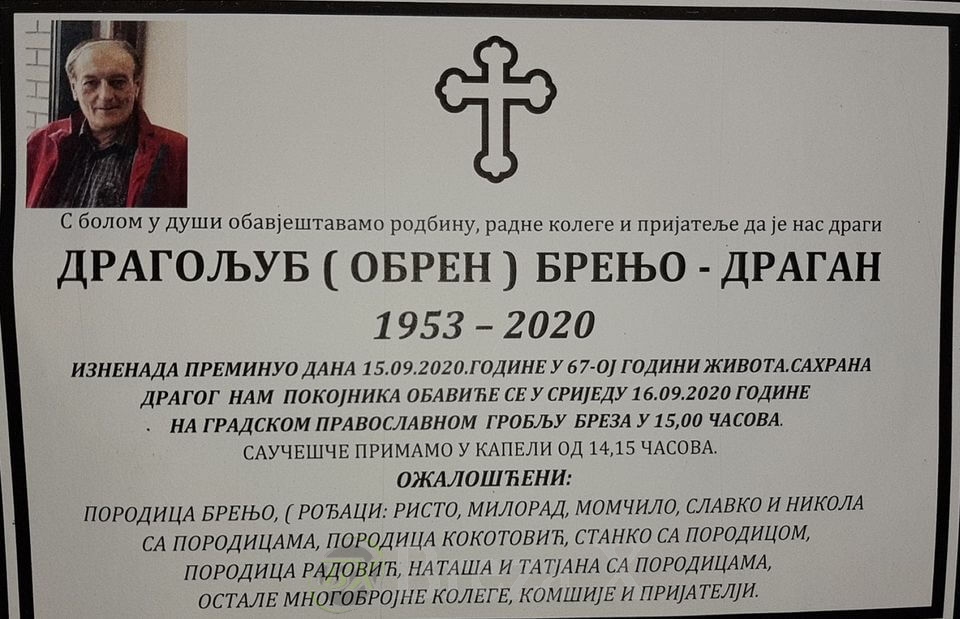 С болом у души обавјештавамо родбину, радне колеге и пријатеље да је нас драги
ДРАГОЉУБ ( ОБРЕН ) БРЕЊО - ДРАГАН
1953 – 2020
ИЗНЕНАДА ПРЕМИНУО ДАНА 15.09.2020.ГОДИНЕ У 67-ОЈ ГОДИНИ ЖИВОТА.САХРАНА
ДРАГОГ НАМ ПОКОЈНИКА ОБАВИЋЕ СЕ У СРИЈЕДУ 16.09.2020 ГОДИНЕ
НА ГРАДСКОМ ПРАВОСЛАВНОМ ГРОБЉУ БРЕЗА У 15,00 ЧАСОВА.
САУЧЕШЧЕ ПРИМАМО У КАПЕЛИ ОД 14,15 ЧАСОВА.
ОЖАЛОШЋЕНИ:
ПОРОДИЦА БРЕЊО, ( РОЂАЦИ: РИСТО, МИЛОРАД, МОМЧИЛО, СЛАВКО И НИКОЛА
СА ПОРОДИЦАМА, ПОРОДИЦА КОКОТОВИЋ, СТАНКО СА ПОРОДИЦОМ,
ПОРОДИЦА РАДОВИЋ, НАТАША И ТАТЈАНА СА ПОРОДИЦАМА,
ОСТАЛЕ МНОГОБРОЈНЕ КОЛЕГЕ, КОМШИЈЕ И ПРИЈАТЕЉИ.